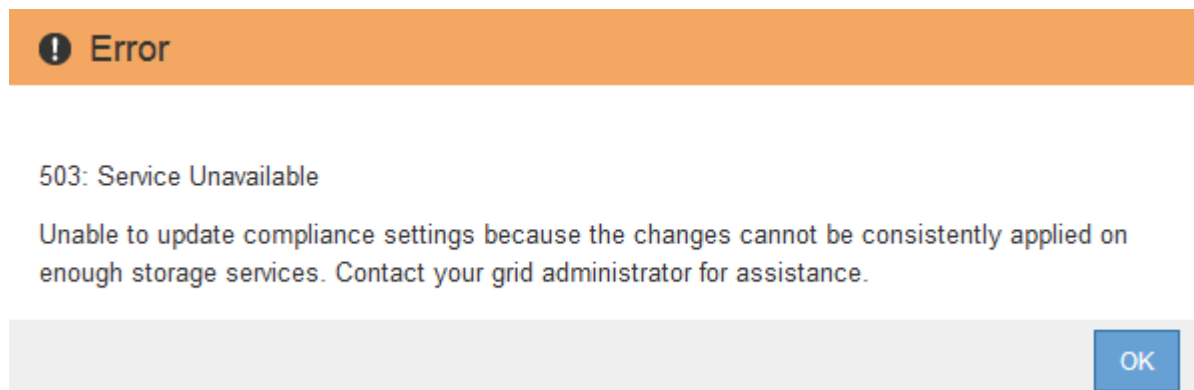 Error
503: Service Unavailable
Unable to update compliance settings because the changes cannot be consistently applied on
enough storage services. Contact your grid administrator for assistance.
OK